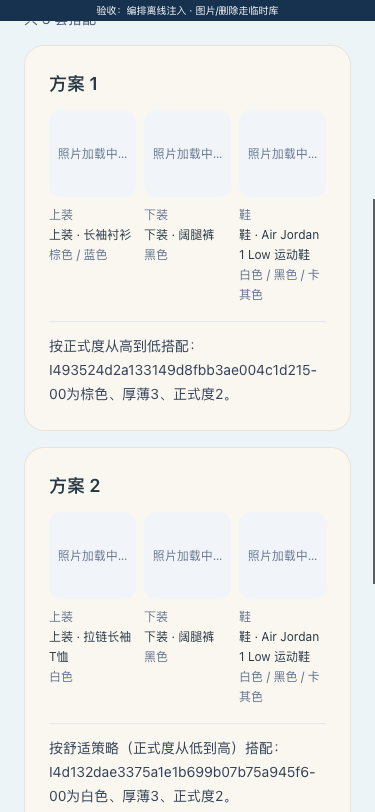 验收：编排离线注入 · 图片/删除走临时库
共 3 套搭配
方案 1
照片加载中... 照片加载中... 照片加载中...
上装 下装 鞋
上装 · 长袖衬衫 下装 · 阔腿裤 鞋 · Air Jordan
棕色 / 蓝色 黑色 1 Low 运动鞋
白色 / 黑色 / 卡
其色
按正式度从高到低搭配：
I493524d2a133149d8fbb3ae004c1d215-
00为棕色、厚薄3、正式度2。
方案 2
照片加载中... 照片加载中... 照片加载中...
上装 下装 鞋
上装 · 拉链长袖 下装 · 阔腿裤 鞋 · Air Jordan
T恤 黑色 1 Low 运动鞋
白色 白色 / 黑色 / 卡
其色
按舒适策略（正式度从低到高）搭配：
I4d132dae3375a1e1b699b07b75a945f6-
00为白色、厚薄3、正式度2。